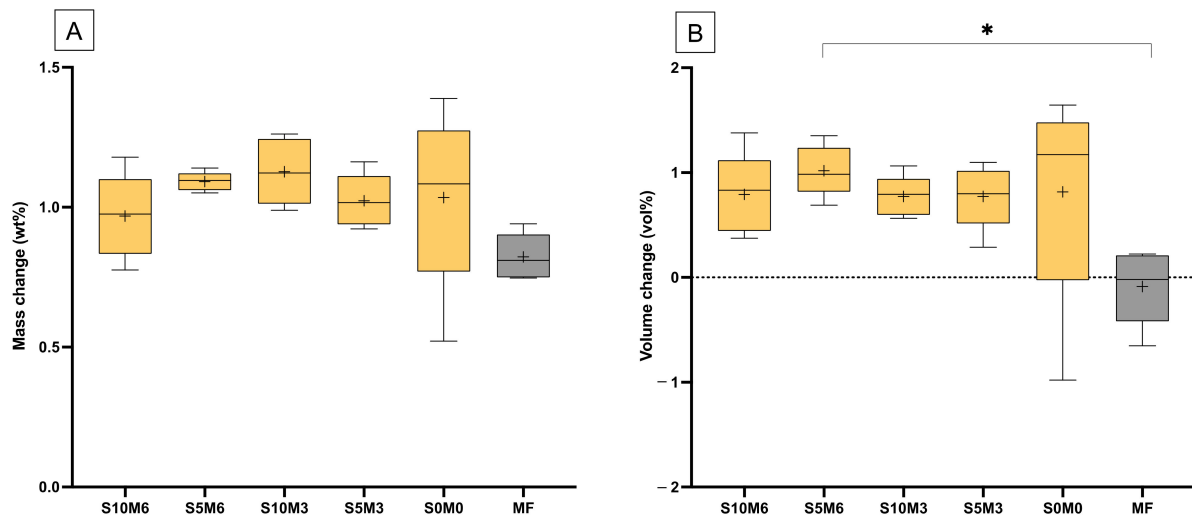 A
Mass change (wt%)
1.5
1.0
0.5
0.0
S10M6 S5M6 S10M3 S5M3 S0M0 MF
B
*
Volume change (vol%)
2
1
0
−1
−2
S10M6 S5M6 S10M3 S5M3 S0M0 MF